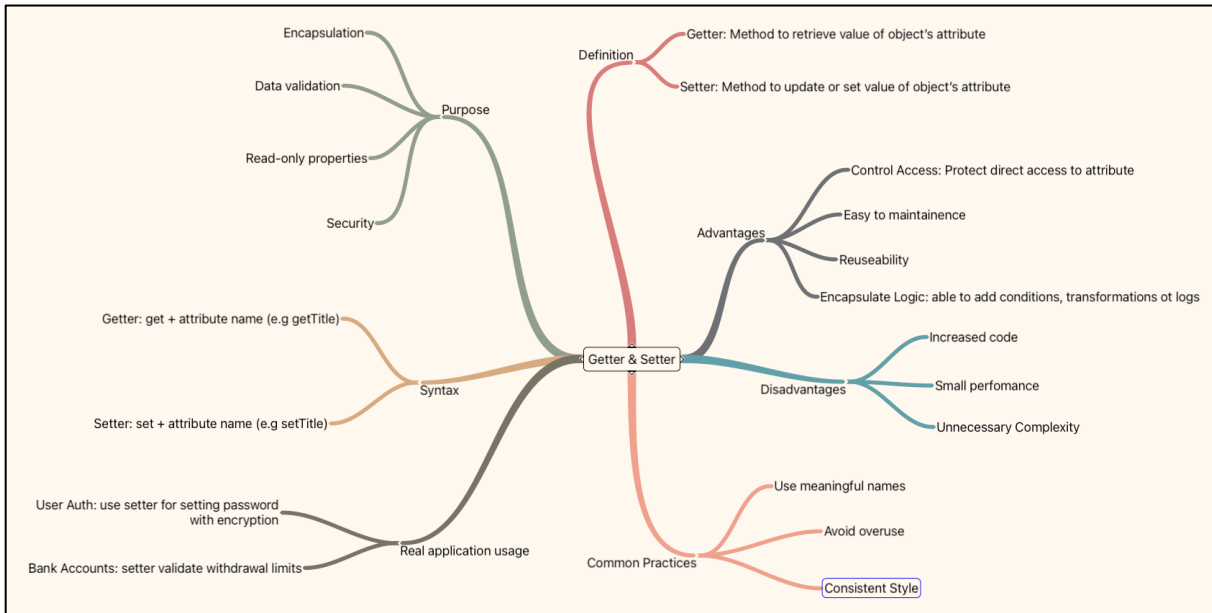 Getter & Setter
Definition
Getter: Method to retrieve value of object's attribute
Setter: Method to update or set value of object's attribute
Advantages
Control Access: Protect direct access to attribute
Easy to maintainence
Reuseability
Encapsulate Logic: able to add conditions, transformations ot logs
Disadvantages
Increased code
Small perfomance
Unnecessary Complexity
Common Practices
Use meaningful names
Avoid overuse
Consistent Style
Purpose
Encapsulation
Data validation
Read-only properties
Security
Syntax
Getter: get + attribute name (e.g getTitle)
Setter: set + attribute name (e.g setTitle)
Real application usage
User Auth: use setter for setting password
with encryption
Bank Accounts: setter validate withdrawal limits